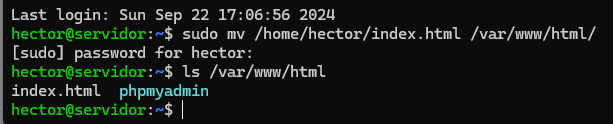 Last login: Sun Sep 22 17:06:56 2024
hector@servidor:~$ sudo mv /home/hector/index.html /var/www/html/
[sudo] password for hector:
hector@servidor:~$ ls /var/www/html
index.html  phpmyadmin
hector@servidor:~$